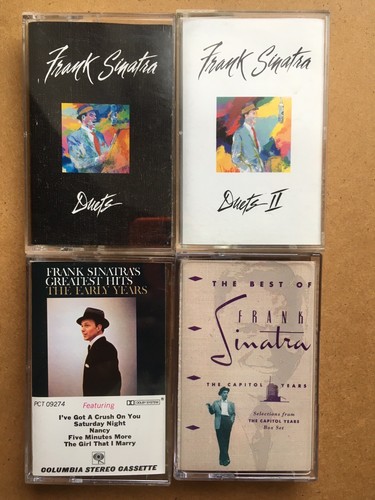 Frank Sinatra
Duets
Frank Sinatra
Duets II
FRANK SINATRA'S
GREATEST HITS
THE EARLY YEARS
PCT 09274
DOLBY SYSTEM
Featuring
I've Got A Crush On You
Saturday Night
Nancy
Five Minutes More
The Girl That I Marry
COLUMBIA STEREO CASSETTE
THE BEST OF
FRANK
Sinatra
THE CAPITOL YEARS
Selections from
THE CAPITOL YEARS
Box Set